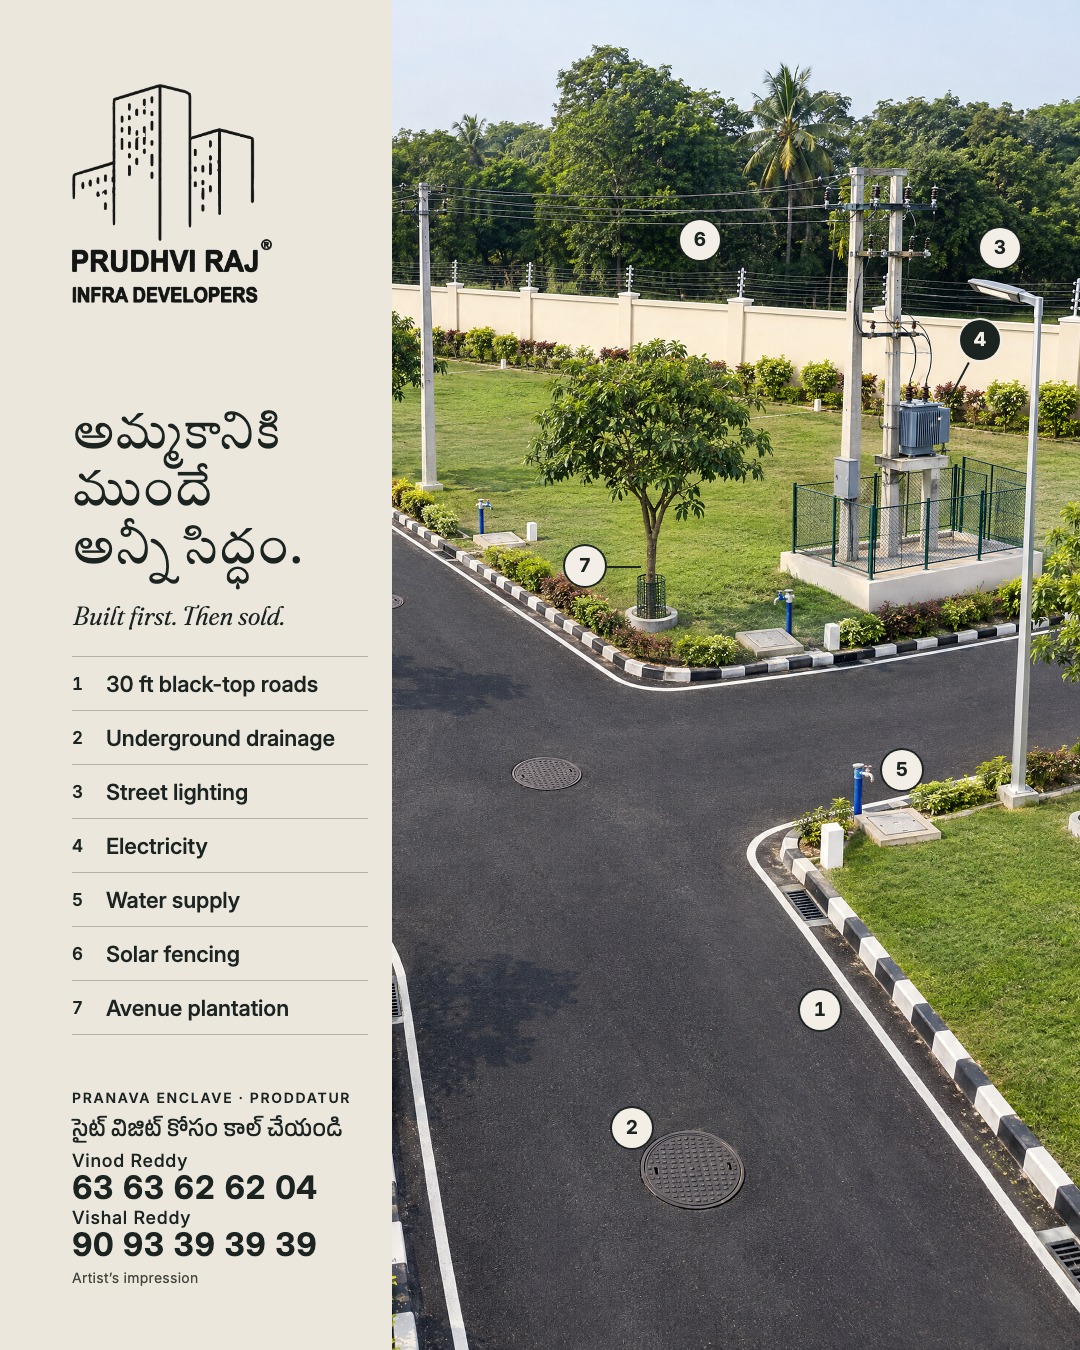 PRUDHVI RAJ®
INFRA DEVELOPERS
అమ్మకానికి
ముందే
అన్నీ సిద్ధం.
Built first. Then sold.
1 30 ft black-top roads
2 Underground drainage
3 Street lighting
4 Electricity
5 Water supply
6 Solar fencing
7 Avenue plantation
PRANAVA ENCLAVE · PRODDATUR
సైట్ విజిట్ కోసం కాల్ చేయండి
Vinod Reddy
63 63 62 62 04
Vishal Reddy
90 93 39 39 39
Artist's impression
6
3
4
7
5
1
2